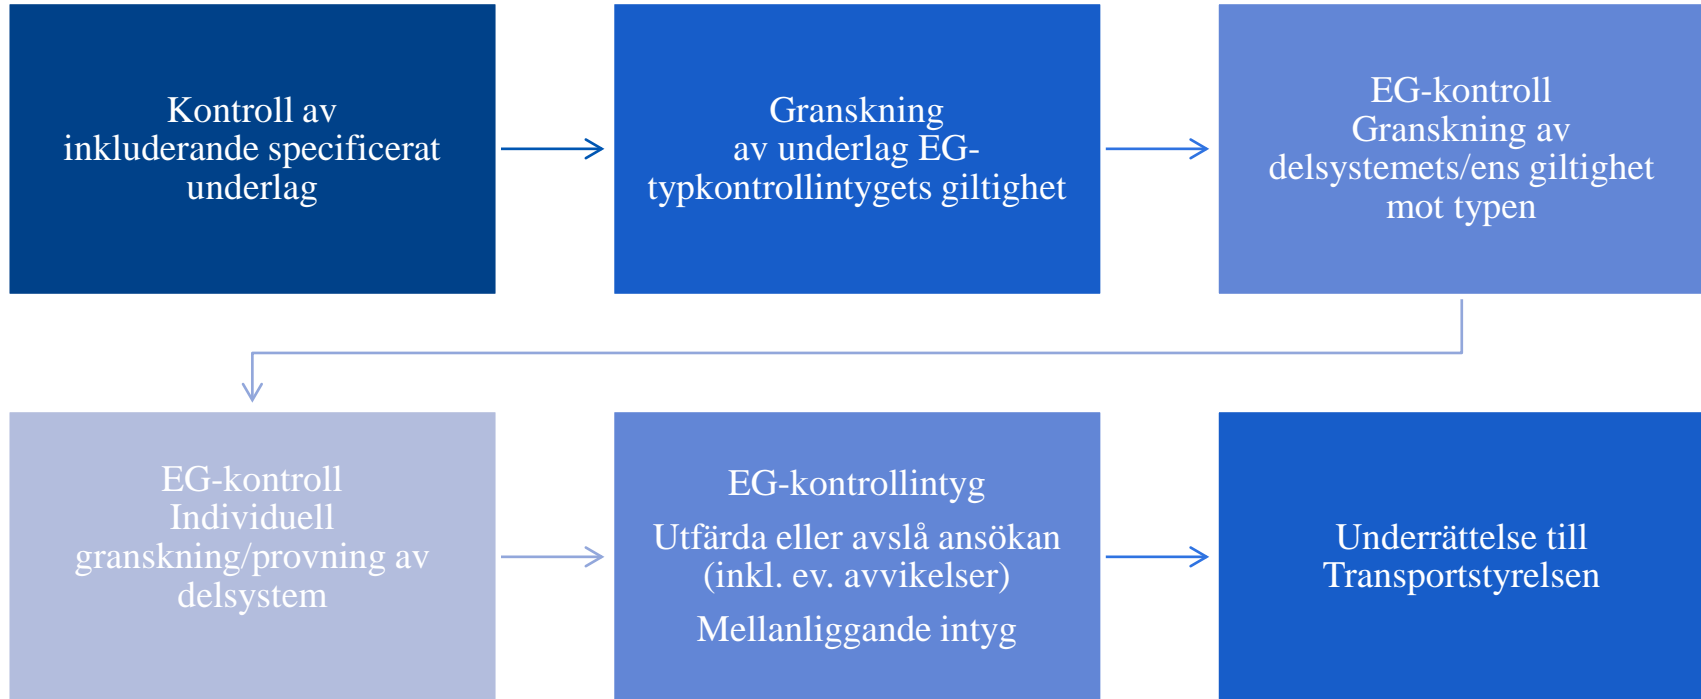 Kontroll av
inkluderande specificerat
underlag
Granskning
av underlag EG-
typkontrollintygets giltighet
EG-kontroll
Granskning av
delsystemets/ens giltighet
mot typen
EG-kontroll
Individuell
granskning/provning av
delsystem
EG-kontrollintyg
Utfärda eller avslå ansökan
(inkl. ev. avvikelser)
Mellanliggande intyg
Underrättelse till
Transportstyrelsen